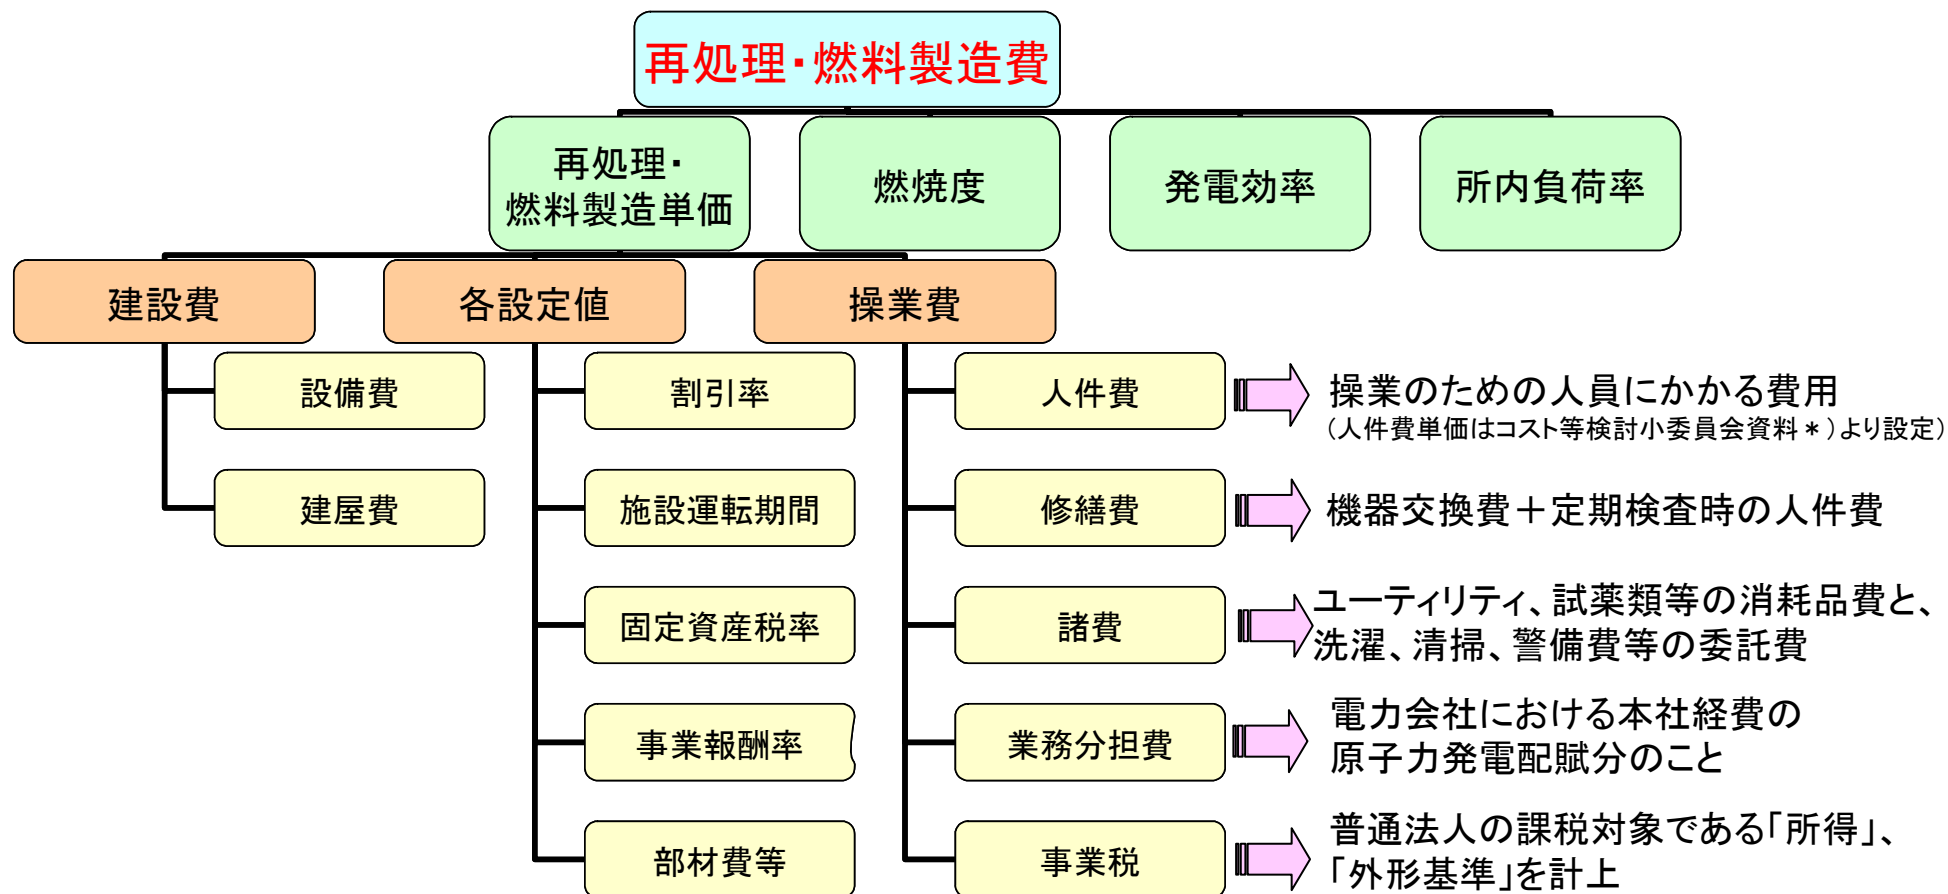 再処理・燃料製造費
再処理・
燃料製造単価
燃焼度
発電効率
所内負荷率
建設費
各設定値
操業費
設備費
割引率
人件費
操業のための人員にかかる費用
(人件費単価はコスト等検討小委員会資料＊)より設定)
建屋費
施設運転期間
修繕費
機器交換費＋定期検査時の人件費
固定資産税率
諸費
ユーティリティ、試薬類等の消耗品費と、
洗濯、清掃、警備費等の委託費
事業報酬率
業務分担費
電力会社における本社経費の
原子力発電配賦分のこと
部材費等
事業税
普通法人の課税対象である「所得」、
「外形基準」を計上